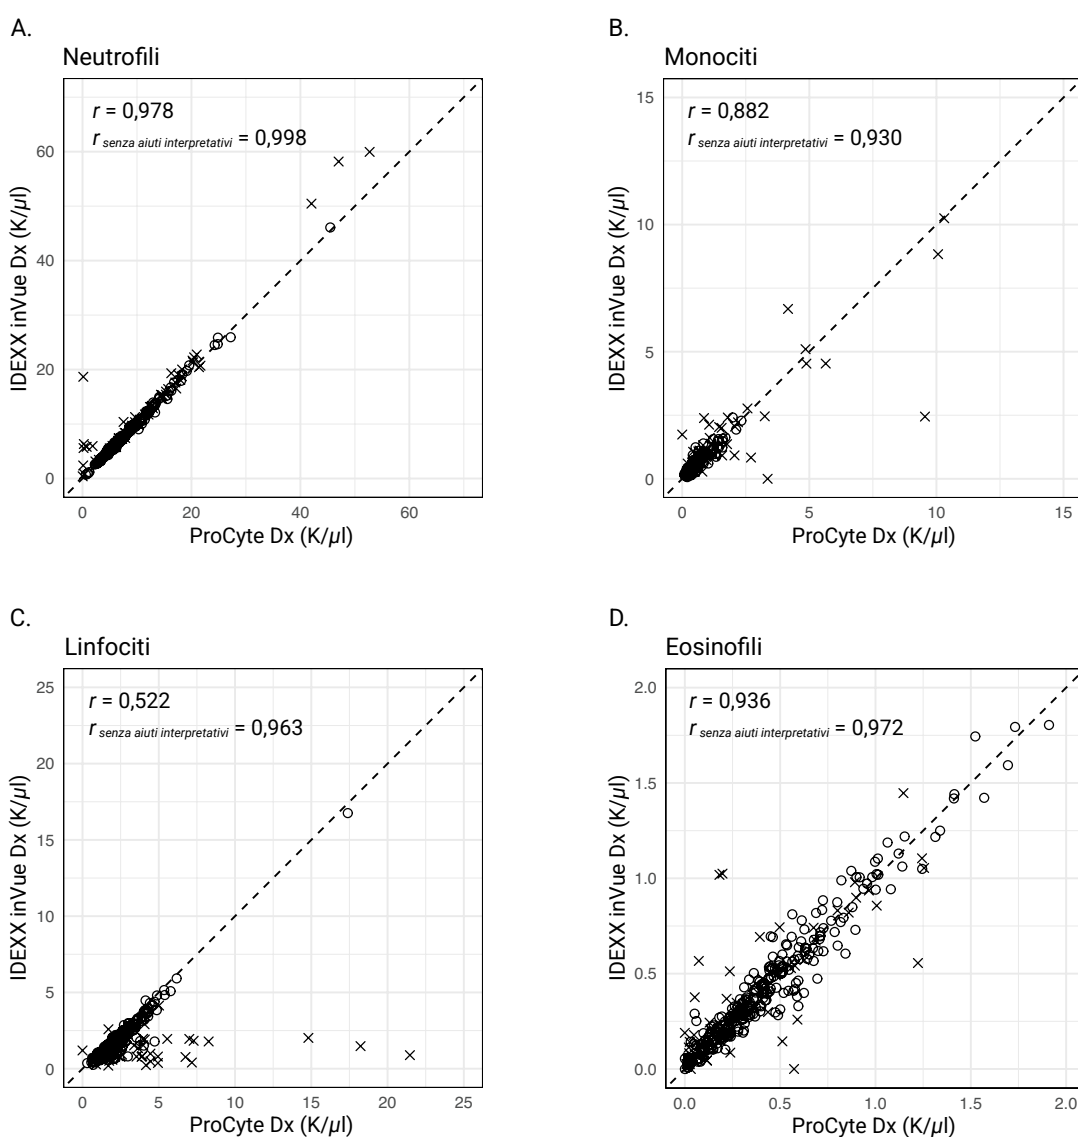 A.
Neutrofili
r = 0,978
r senza aiuti interpretativi = 0,998
IDEXX inVue Dx (K/µl)
60
40
20
0
0 20 40 60
ProCyte Dx (K/µl)
B.
Monociti
r = 0,882
r senza aiuti interpretativi = 0,930
IDEXX inVue Dx (K/µl)
15
10
5
0
0 5 10 15
ProCyte Dx (K/µl)
C.
Linfociti
r = 0,522
r senza aiuti interpretativi = 0,963
IDEXX inVue Dx (K/µl)
25
20
15
10
5
0
0 5 10 15 20 25
ProCyte Dx (K/µl)
D.
Eosinofili
r = 0,936
r senza aiuti interpretativi = 0,972
IDEXX inVue Dx (K/µl)
2.0
1.5
1.0
0.5
0.0
0.0 0.5 1.0 1.5 2.0
ProCyte Dx (K/µl)